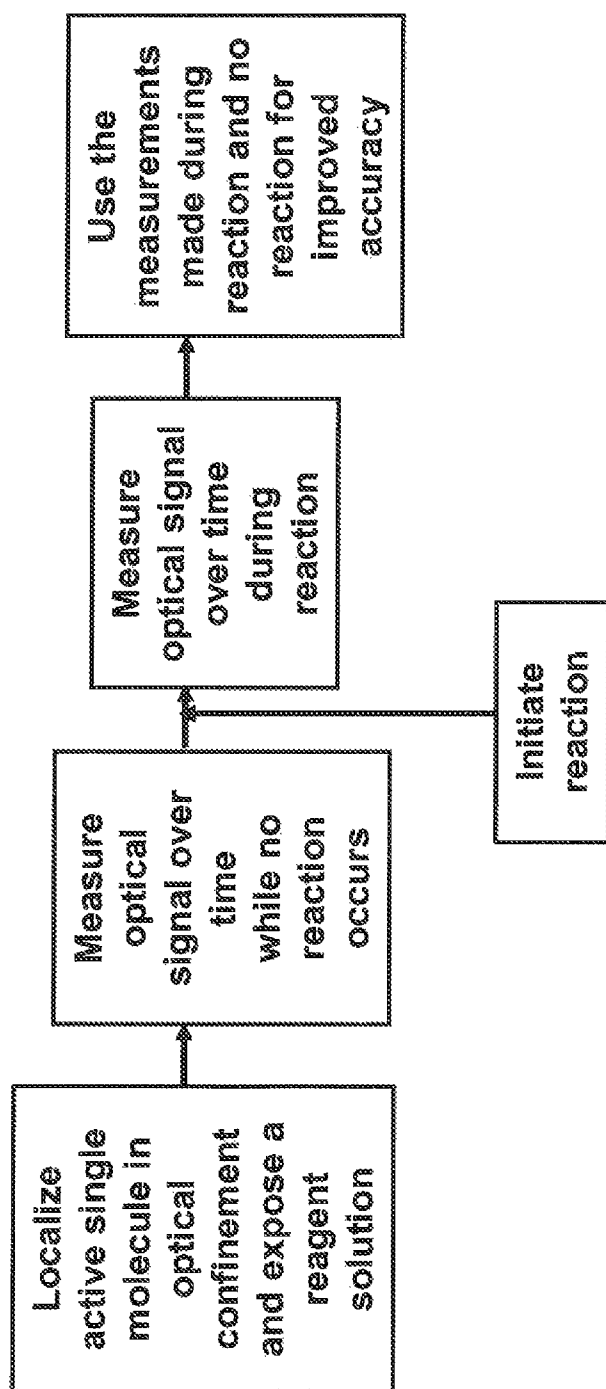 Localize
active single
molecule in
optical
confinement
and expose a
reagent
solution
Measure
optical
signal over
time
while no
reaction
occurs
Initiate
reaction
Measure
optical signal
over time
during
reaction
Use the
measurements
made during
reaction and no
reaction for
improved
accuracy